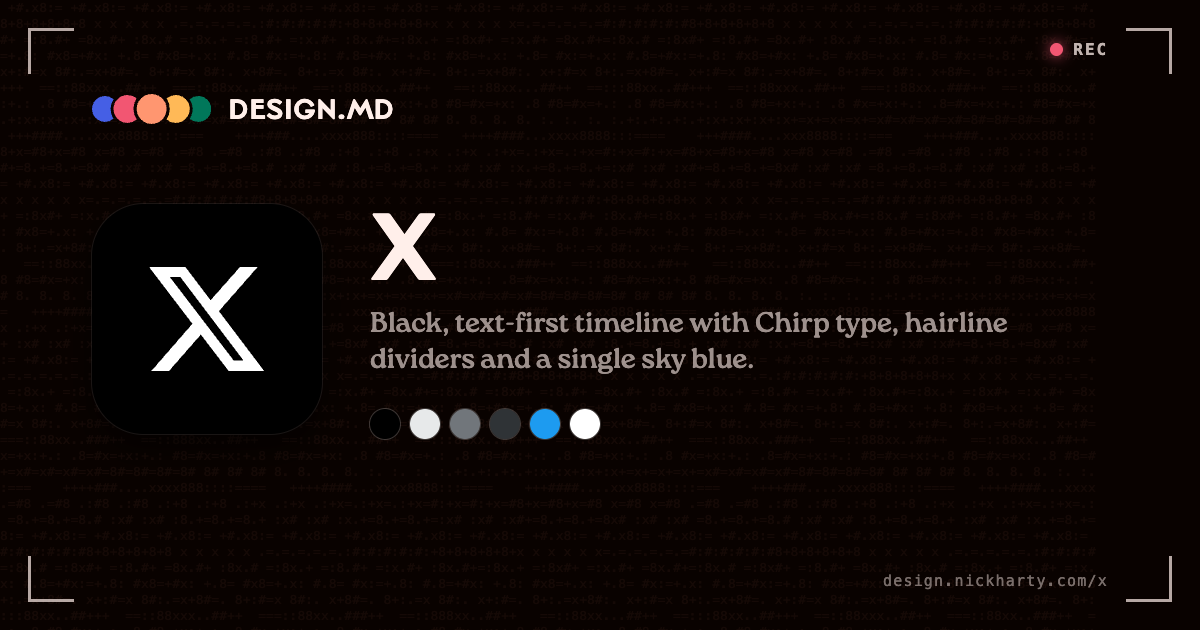 REC
DESIGN.MD
X
Black, text-first timeline with Chirp type, hairline
dividers and a single sky blue.
design.nickharty.com/x